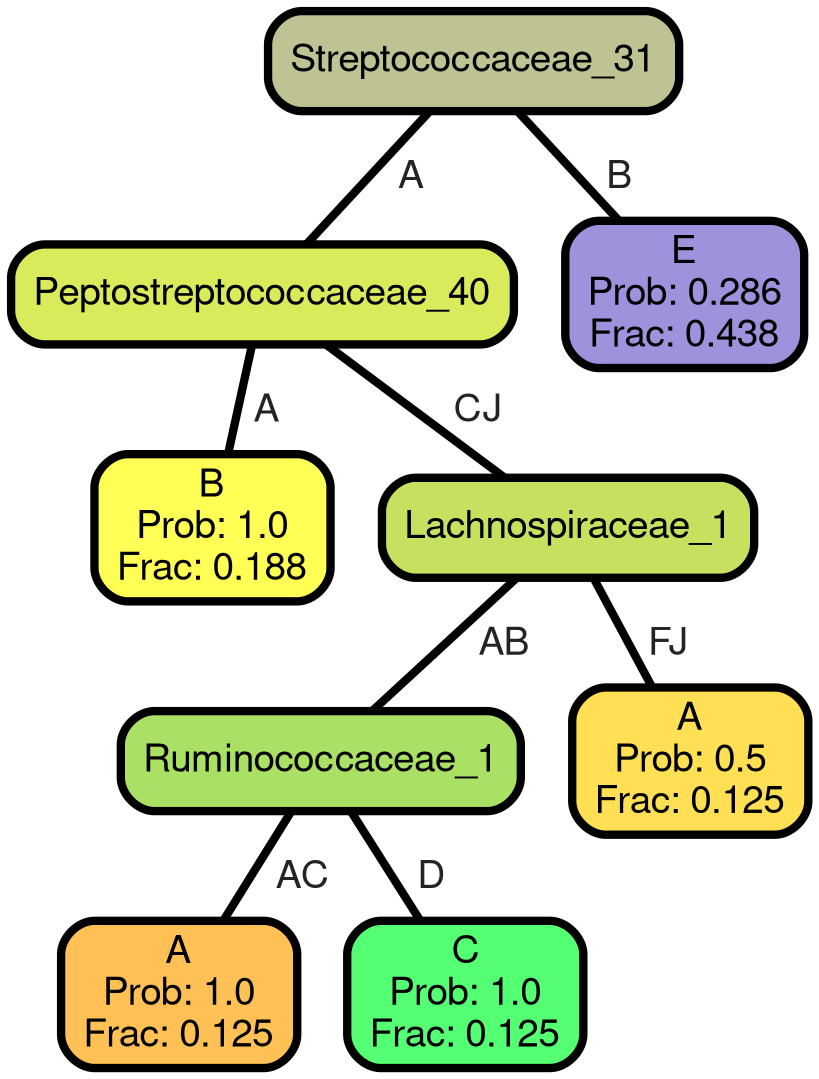 Streptococcaceae_31
A
B
Peptostreptococcaceae_40
E
Prob: 0.286
Frac: 0.438
A
CJ
B
Prob: 1.0
Frac: 0.188
Lachnospiraceae_1
AB
FJ
Ruminococcaceae_1
A
Prob: 0.5
Frac: 0.125
AC
D
A
Prob: 1.0
Frac: 0.125
C
Prob: 1.0
Frac: 0.125